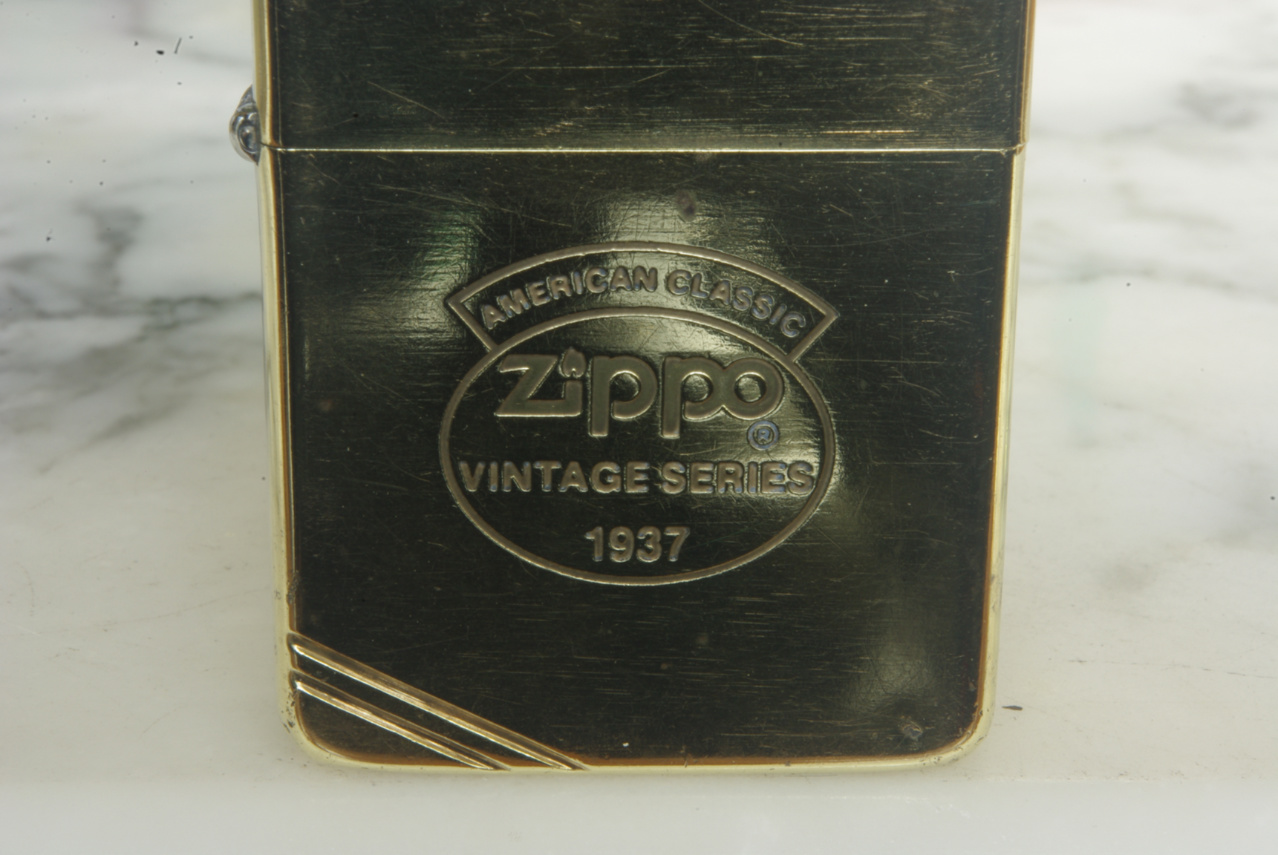 AMERICAN CLASSIC
Zippo
®
VINTAGE SERIES
1937